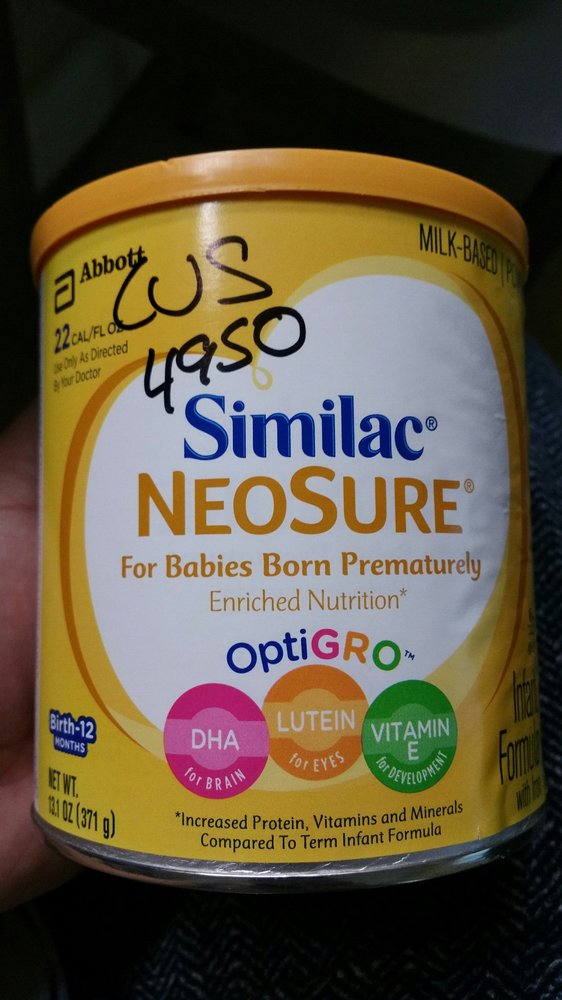 Abbott
MILK-BASED
CUS
4950
22 CAL/FL OZ
Use Only As Directed
By Your Doctor
Similac®
NEOSURE®
For Babies Born Prematurely
Enriched Nutrition*
OptiGRO™
DHA
for BRAIN
LUTEIN
for EYES
VITAMIN
E
for DEVELOPMENT
Birth-12
MONTHS
NET WT.
13.1 OZ (371 g)
*Increased Protein, Vitamins and Minerals
Compared To Term Infant Formula
Formula
with